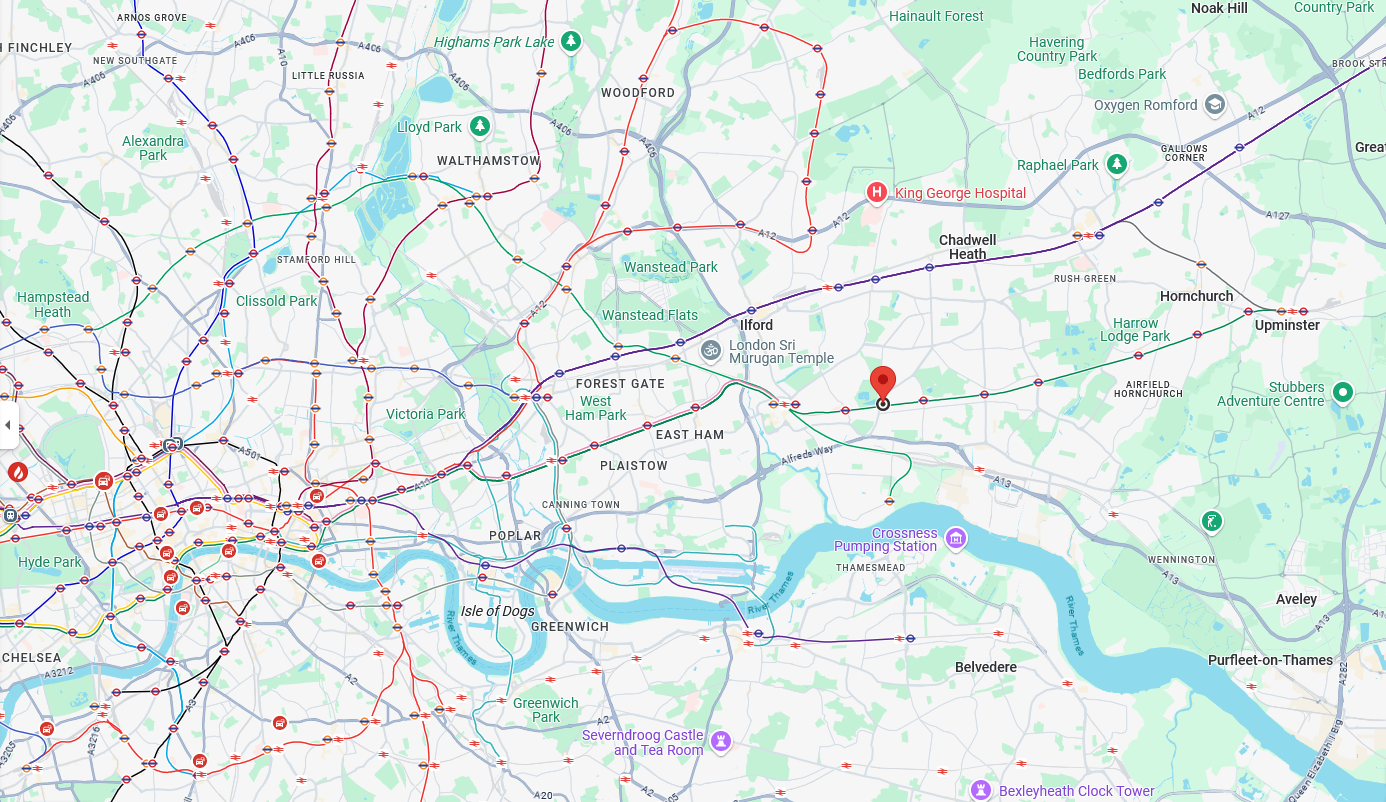 ARNOS GROVE
Hainault Forest
Noak Hill
Country Park
H FINCHLEY
A406
A406
Highams Park Lake
Havering
Country Park
NEW SOUTHGATE
A10
BROOK STR
A406
LITTLE RUSSIA
A406
WOODFORD
Bedfords Park
Oxygen Romford
A12
A406
Lloyd Park
A406
Alexandra
Park
A406
GALLOWS
CORNER
Great
WALTHAMSTOW
Raphael Park
King George Hospital
A12
A127
A12
Chadwell
Heath
STAMFORD HILL
Wanstead Park
RUSH GREEN
Hampstead
Heath
Clissold Park
A12
Hornchurch
Wanstead Flats
Ilford
Harrow
Lodge Park
Upminster
London Sri
Murugan Temple
FOREST GATE
AIRFIELD
HORNCHURCH
Stubbers
Adventure Centre
Victoria Park
West
Ham Park
EAST HAM
A501
Alfreds Way
PLAISTOW
A11
A13
CANNING TOWN
POPLAR
Crossness
Pumping Station
Hyde Park
THAMESMEAD
WENNINGTON
A13
River Thames
Isle of Dogs
River Thames
River Thames
Aveley
GREENWICH
A13
CHELSEA
A3212
Belvedere
Purfleet-on-Thames
A282
A2
A3
Greenwich
Park
A2
A3205
A3216
Severndroog Castle
and Tea Room
Queen Elizabeth II Brg
A20
A2
Bexleyheath Clock Tower